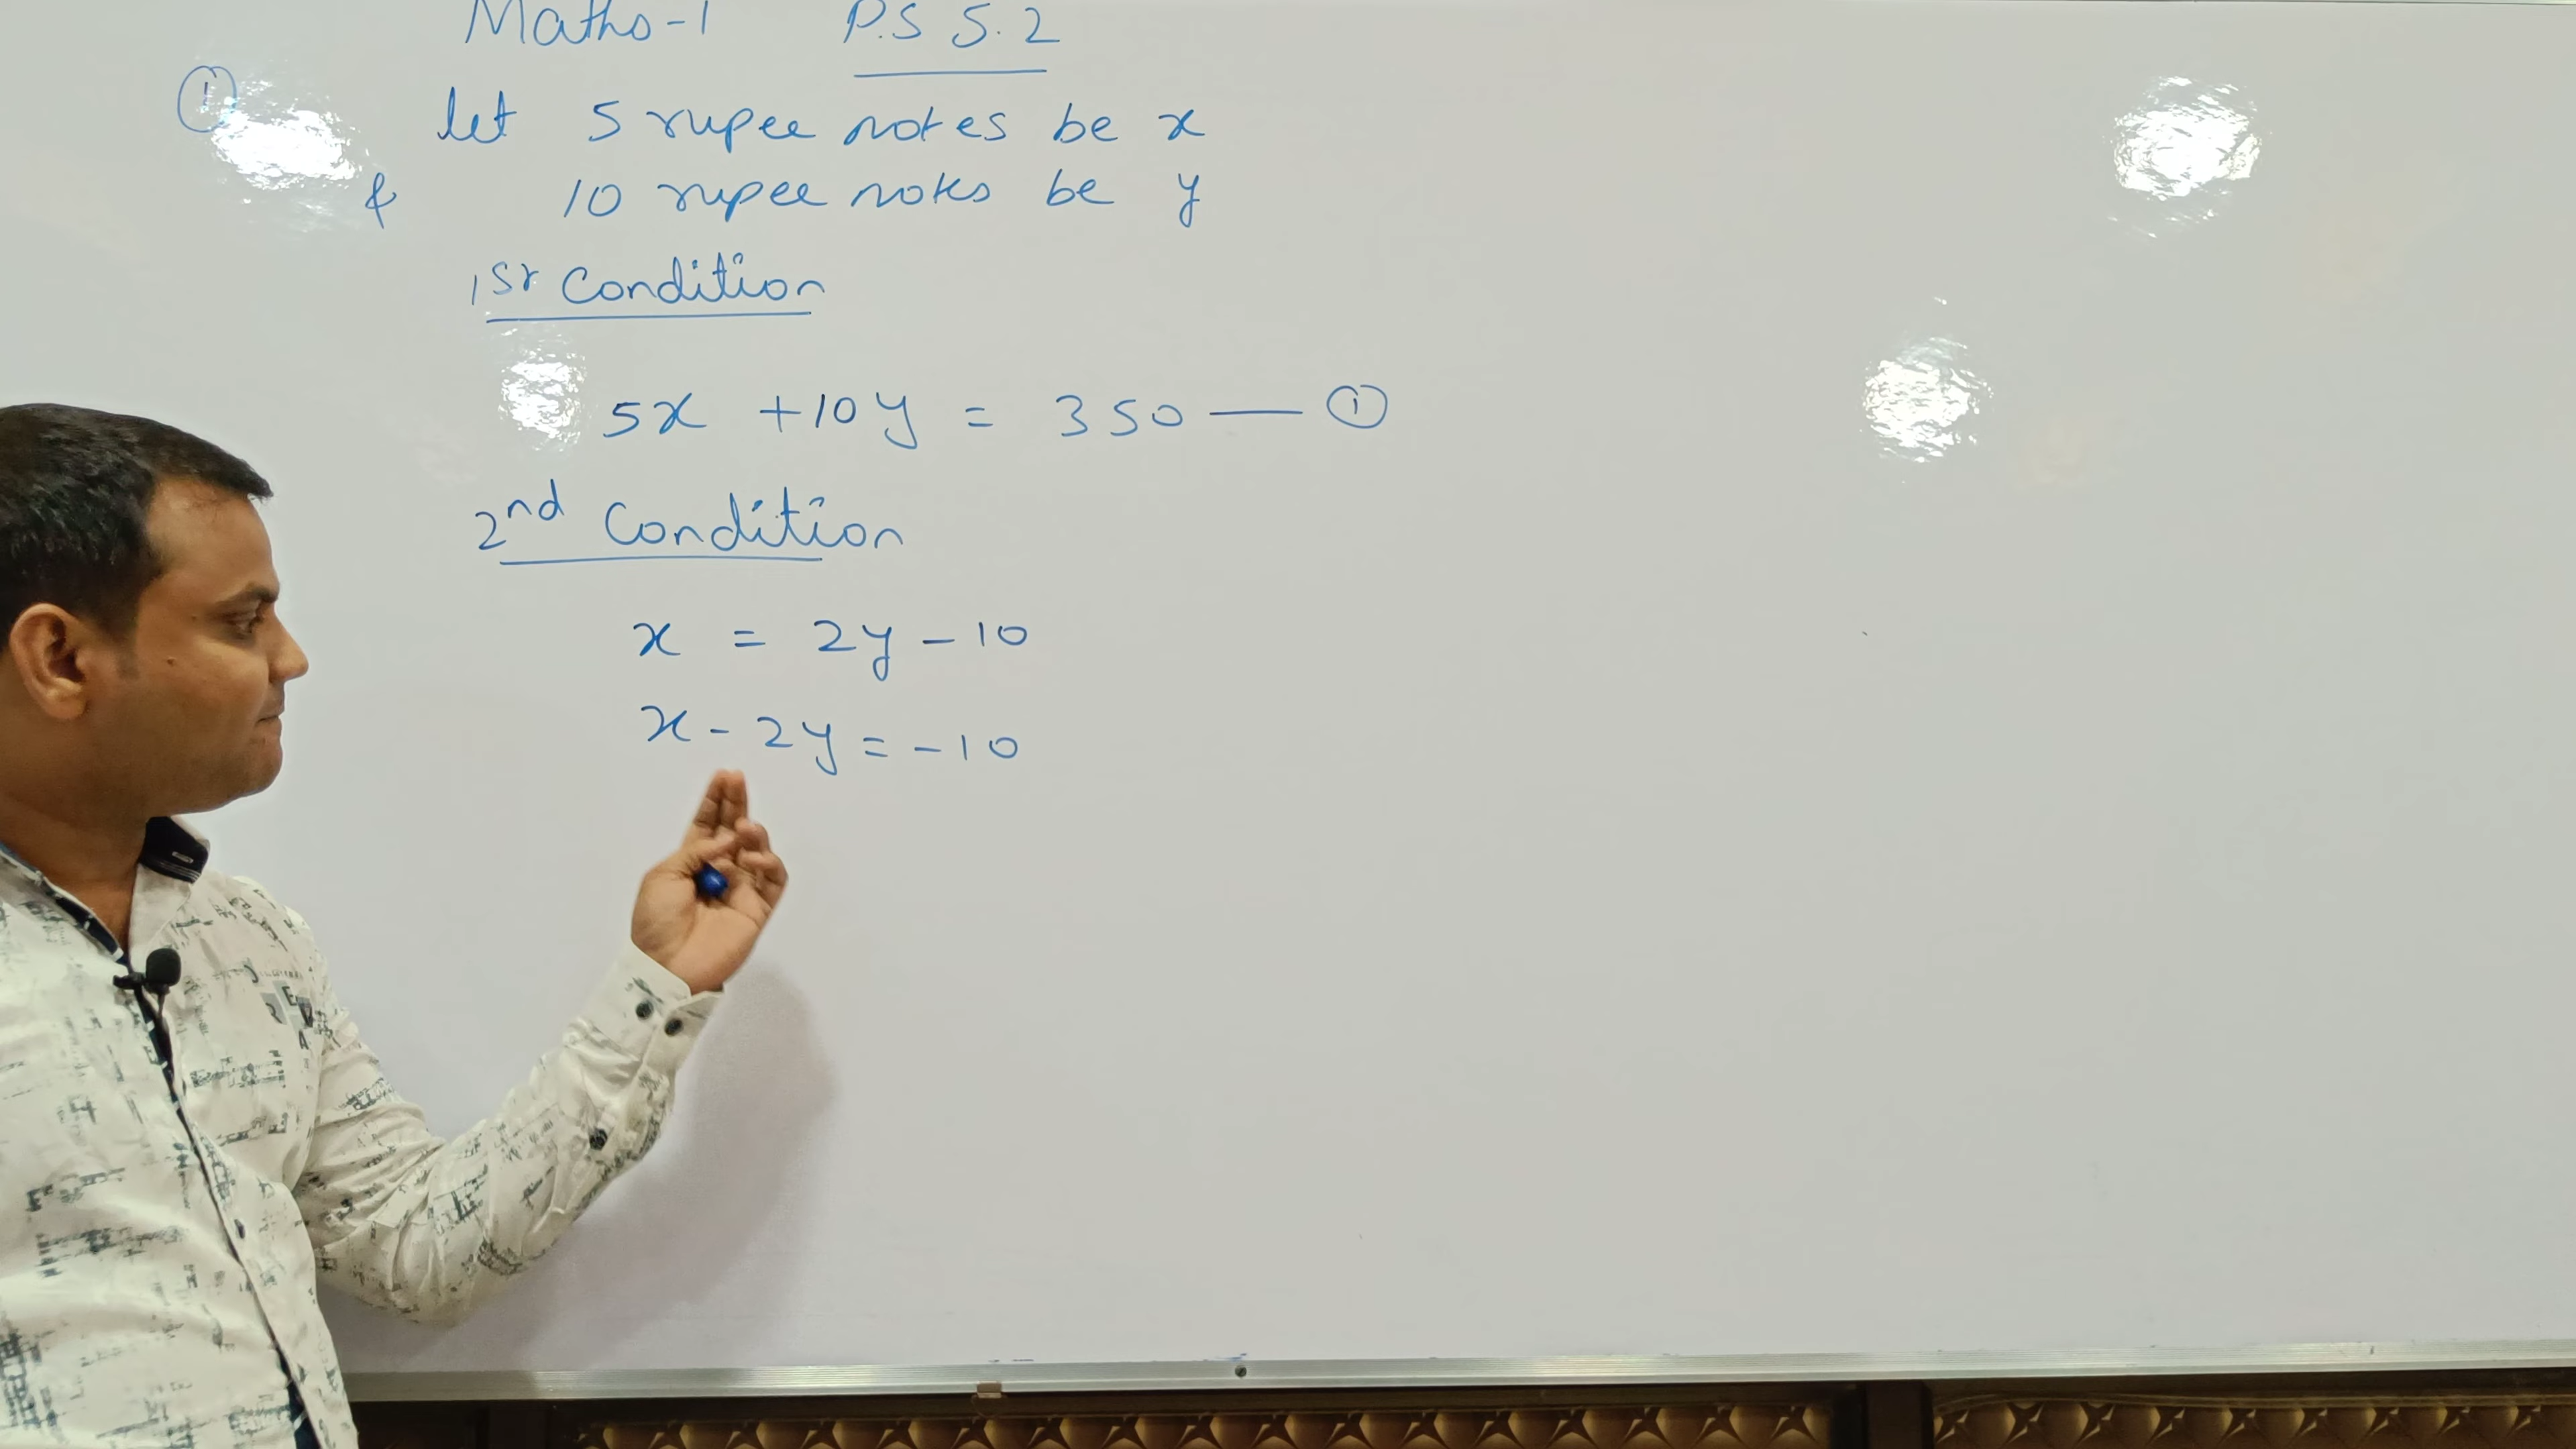 Maths-1 P.S 5.2
① let 5 rupee notes be x
& 10 rupee notes be y
1st Condition
5x + 10y = 350 — ①
2nd Condition
x = 2y - 10
x - 2y = -10